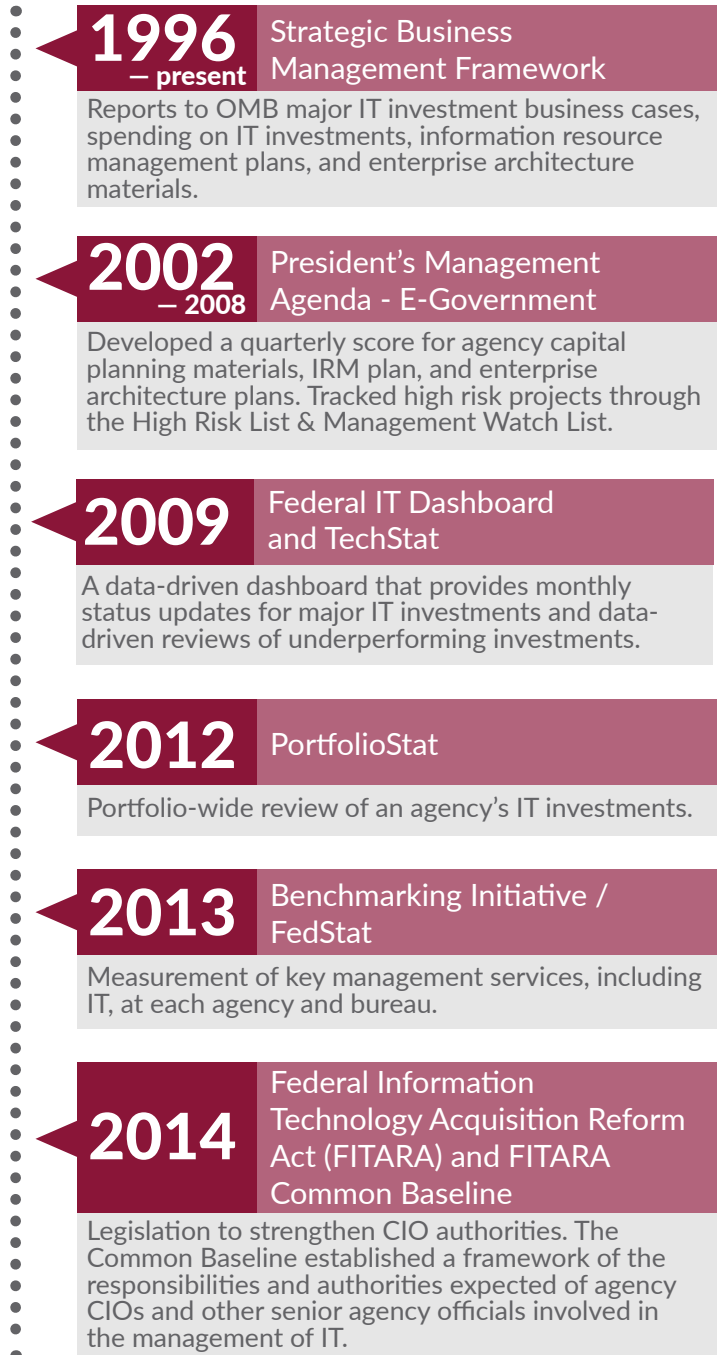 1996
— present
Strategic Business
Management Framework
Reports to OMB major IT investment business cases,
spending on IT investments, information resource
management plans, and enterprise architecture
materials.
2002
— 2008
President’s Management
Agenda - E-Government
Developed a quarterly score for agency capital
planning materials, IRM plan, and enterprise
architecture plans. Tracked high risk projects through
the High Risk List & Management Watch List.
2009
Federal IT Dashboard
and TechStat
A data-driven dashboard that provides monthly
status updates for major IT investments and data-
driven reviews of underperforming investments.
2012
PortfolioStat
Portfolio-wide review of an agency’s IT investments.
2013
Benchmarking Initiative /
FedStat
Measurement of key management services, including
IT, at each agency and bureau.
2014
Federal Information
Technology Acquisition Reform
Act (FITARA) and FITARA
Common Baseline
Legislation to strengthen CIO authorities. The
Common Baseline established a framework of the
responsibilities and authorities expected of agency
CIOs and other senior agency officials involved in
the management of IT.